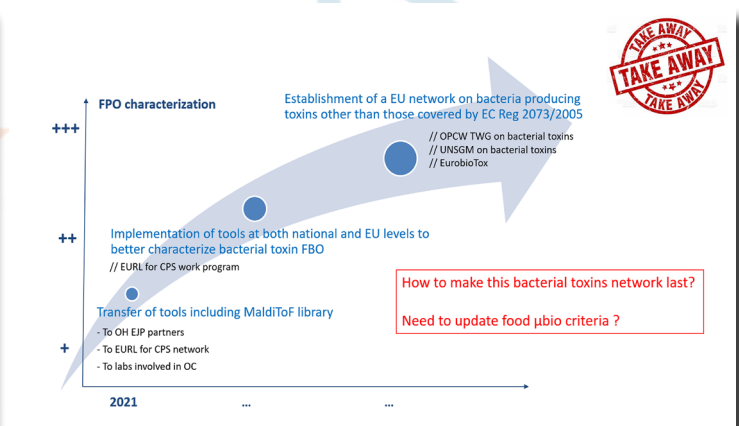 TAKE AWAY
TAKE AWAY
TAKE AWAY
FPO characterization
+++
Establishment of a EU network on bacteria producing
toxins other than those covered by EC Reg 2073/2005
// OPCW TWG on bacterial toxins
// UNSGM on bacterial toxins
// EurobioTox
++
Implementation of tools at both national and EU levels to
better characterize bacterial toxin FBO
// EURL for CPS work program
How to make this bacterial toxins network last?
Need to update food µbio criteria ?
Transfer of tools including MaldiToF library
- To OH EJP partners
+
- To EURL for CPS network
- To labs involved in OC
2021
...
...